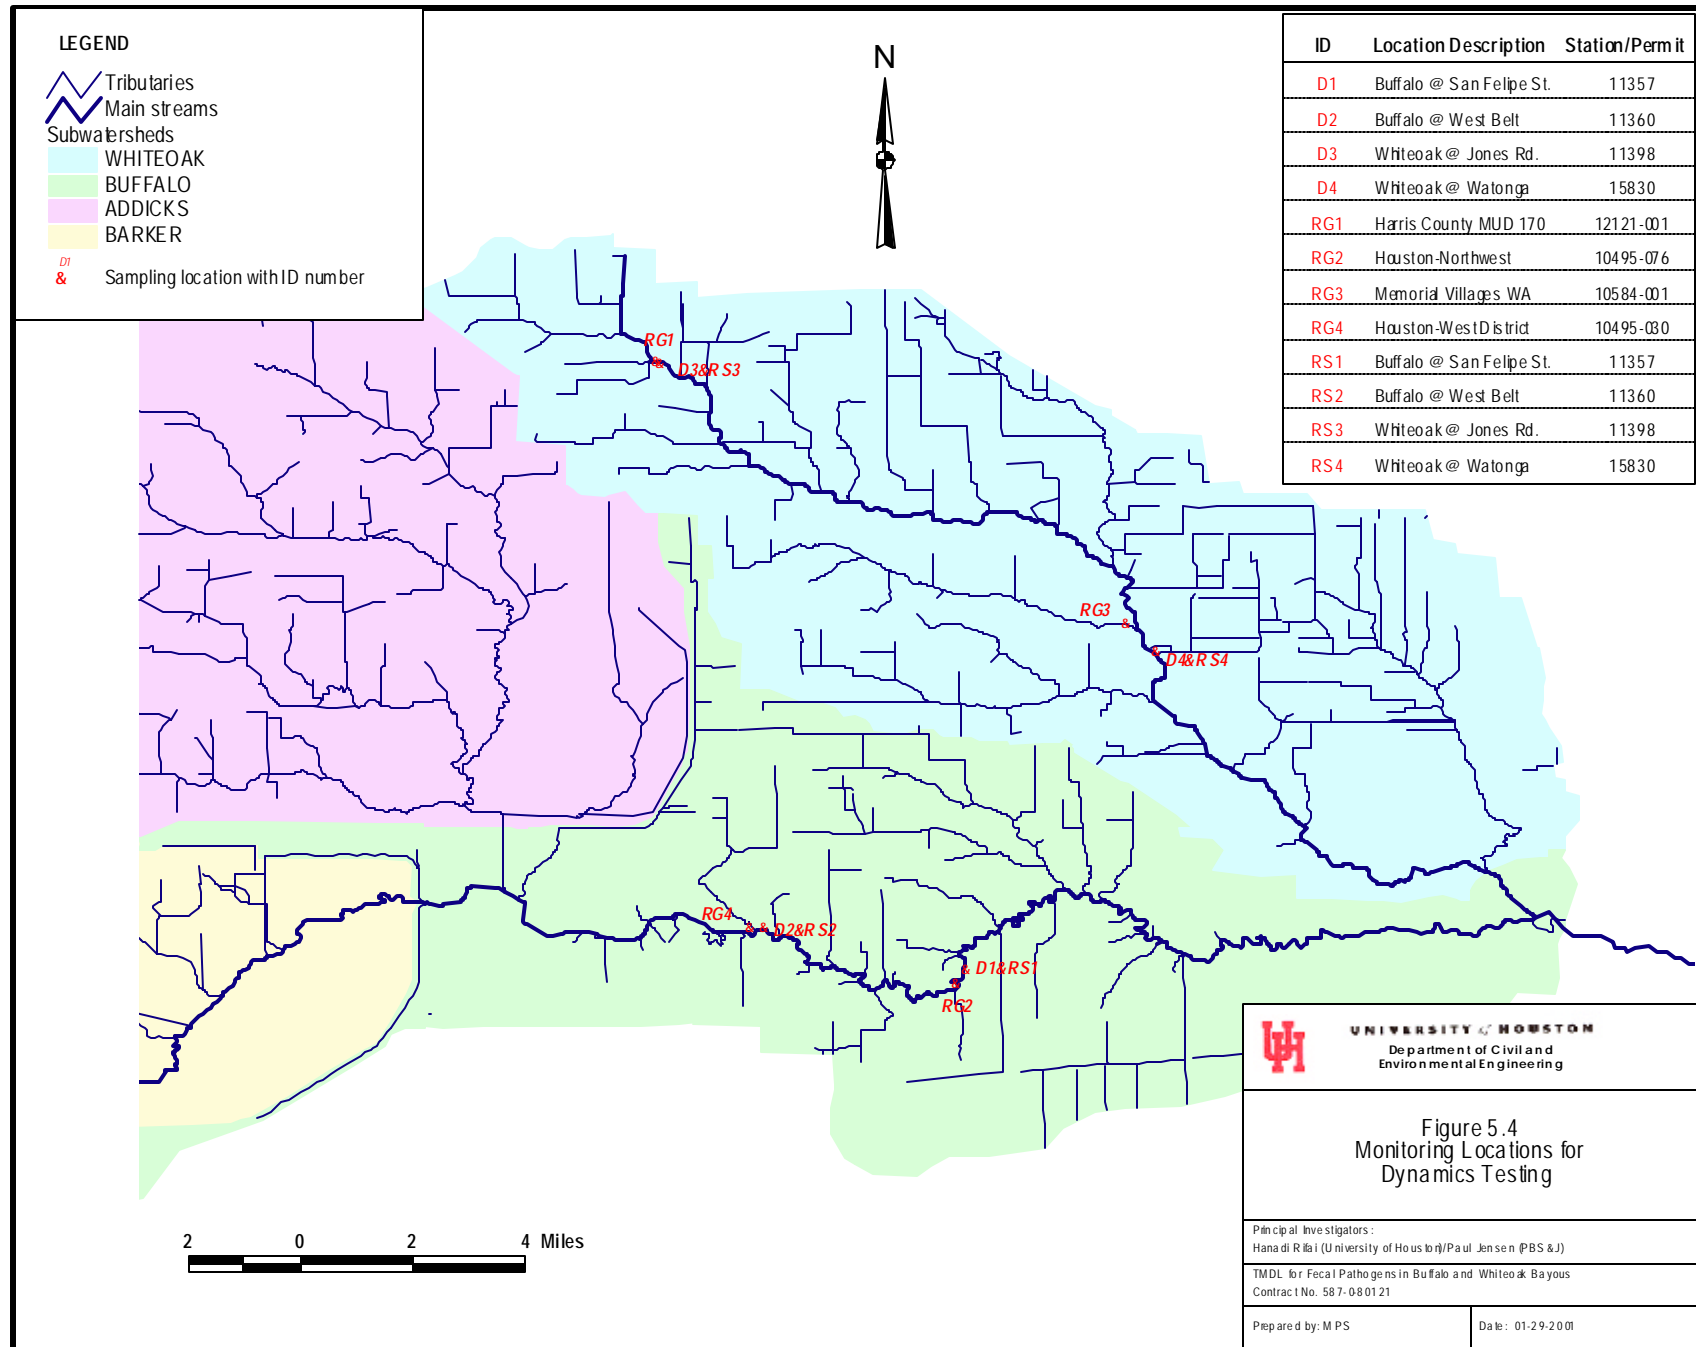 LEGEND
Tributaries
Main streams
Subwatersheds
WHITEOAK
BUFFALO
ADDICKS
BARKER
D1
& Sampling location with ID number
N
ID Location Description Station/Permit
D1 Buffalo @ San Felipe St. 11357
D2 Buffalo @ West Belt 11360
D3 Whiteoak @ Jones Rd. 11398
D4 Whiteoak @ Watonga 15830
RG1 Harris County MUD 170 12121-001
RG2 Houston-Northwest 10495-076
RG3 Memorial Villages WA 10584-001
RG4 Houston-West District 10495-030
RS1 Buffalo @ San Felipe St. 11357
RS2 Buffalo @ West Belt 11360
RS3 Whiteoak @ Jones Rd. 11398
RS4 Whiteoak @ Watonga 15830
RG1
&& D3&RS3
RG3
&
& D4&RS4
RG4
& & D2&RS2
& D1&RS1
&
RG2
2 0 2 4 Miles
UH
UNIVERSITY of HOUSTON
Department of Civil and
Environmental Engineering
Figure 5.4
Monitoring Locations for
Dynamics Testing
Principal Investigators:
Hanadi Rifai (University of Houston)/Paul Jensen (PBS&J)
TMDL for Fecal Pathogens in Buffalo and Whiteoak Bayous
Contract No. 587-0-80121
Prepared by: MPS
Date: 01-29-2001